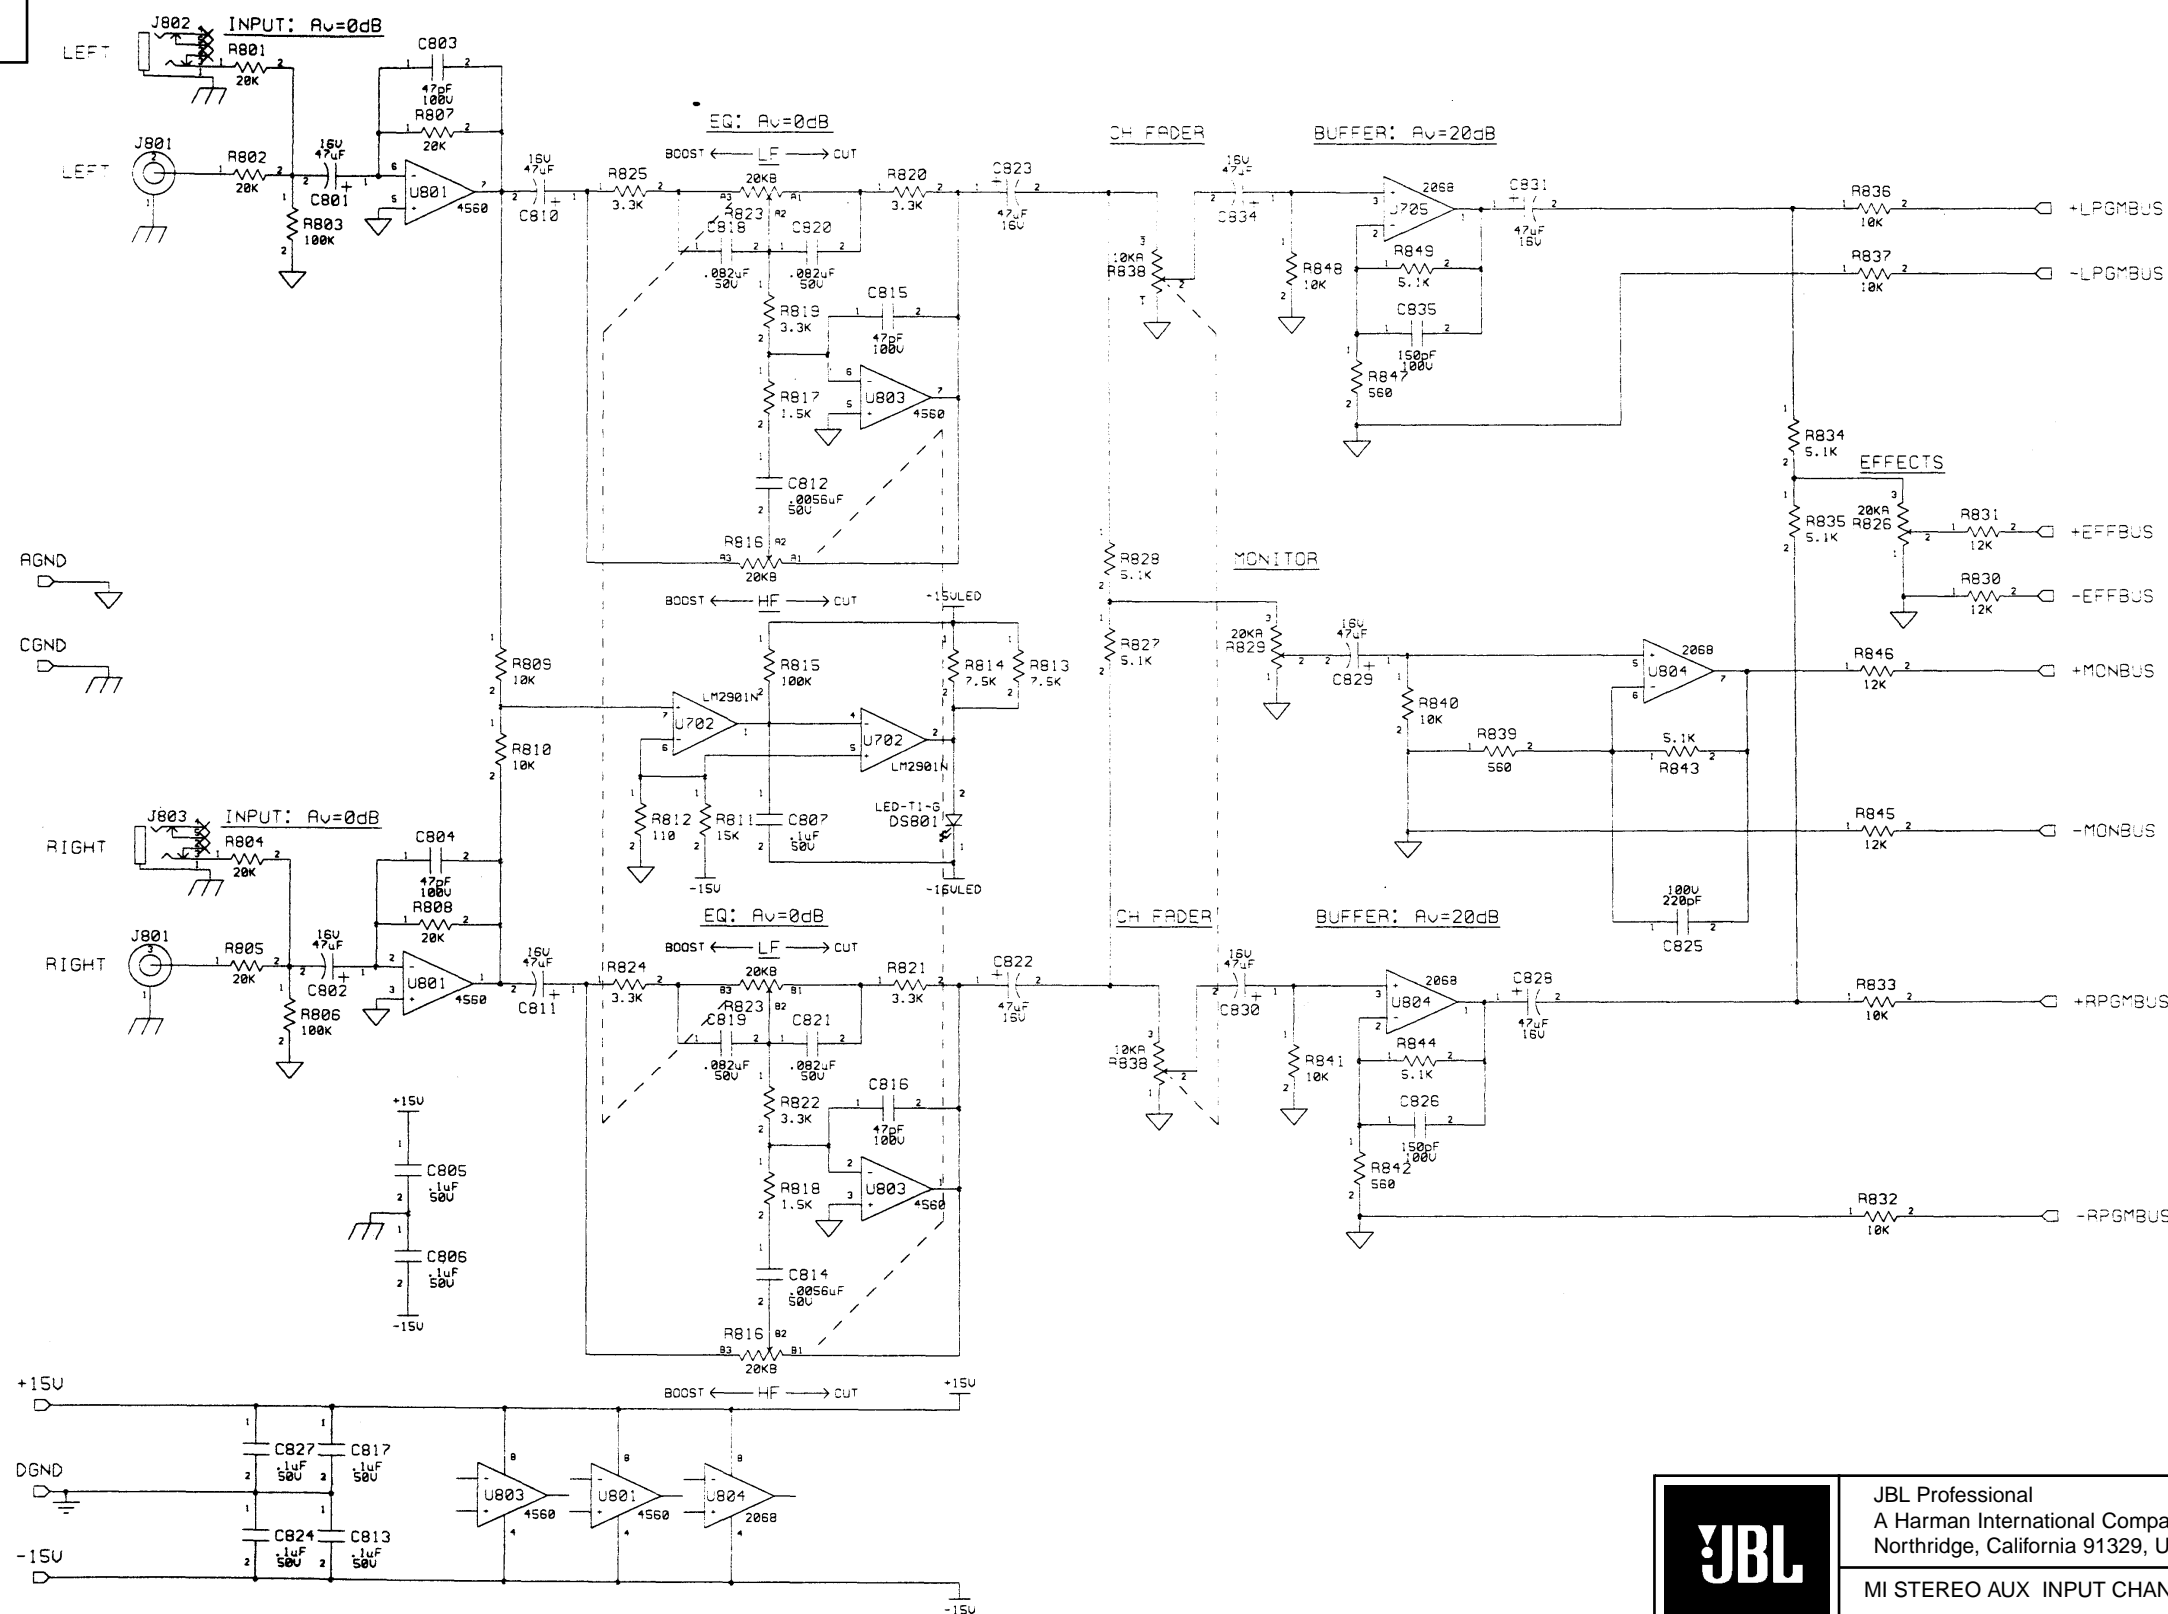 J802 INPUT: Av=0dB
LEFT
R801
20K
C803
47pF
100V
R807
20K
J801
LEFT
R802
20K
16V
47uF
C801
R803
100K
U801
4560
16V
47uF
C810
EQ: Av=0dB
BOOST LF CUT
R825
3.3K
20KB
R823
R820
3.3K
C818
.082uF
50V
C820
.082uF
50V
R819
3.3K
C815
47pF
100V
R817
1.5K
U803
4560
C812
.0056uF
50V
R816
20KB
BOOST HF CUT
C823
47uF
16V
CH FADER
10KA
R838
16V
47uF
C834
BUFFER: Av=20dB
R848
10K
2068
U705
R849
5.1K
C835
150pF
100V
R847
560
C831
47uF
16V
R836
10K
+LPGMBUS
R837
10K
-LPGMBUS
R834
5.1K
EFFECTS
R835
5.1K
20KA
R826
R831
12K
+EFFBUS
R830
12K
-EFFBUS
AGND
CGND
R809
10K
R810
10K
LM2901N
U702
R815
100K
-15VLED
R814
7.5K
R813
7.5K
U702
LM2901N
R812
110
R811
15K
-15V
C807
.1uF
50V
LED-T1-G
DS801
-16VLED
R828
5.1K
R827
5.1K
MONITOR
20KA
R829
16V
47uF
C829
R840
10K
R839
560
2068
U804
5.1K
R843
100V
220pF
C825
R846
12K
+MONBUS
R845
12K
-MONBUS
J803 INPUT: Av=0dB
RIGHT
R804
20K
C804
47pF
100V
R808
20K
J801
RIGHT
R805
20K
16V
47uF
C802
R806
100K
U801
4560
16V
47uF
C811
EQ: Av=0dB
BOOST LF CUT
R824
3.3K
20KB
R823
R821
3.3K
C819
.082uF
50V
C821
.082uF
50V
R822
3.3K
C816
47pF
100V
R818
1.5K
U803
4560
C814
.0056uF
50V
R816
20KB
BOOST HF CUT
C822
47uF
16V
CH FADER
10KA
R838
16V
47uF
C830
BUFFER: Av=20dB
R841
10K
2068
U804
R844
5.1K
C826
150pF
100V
R842
560
C828
47uF
16V
R833
10K
+RPGMBUS
R832
10K
-RPGMBUS
+15V
C805
.1uF
50V
C806
.1uF
50V
-15V
+15V
+15V
C827
.1uF
50V
C817
.1uF
50V
DGND
C824
.1uF
50V
C813
.1uF
50V
U803
4560
U801
4560
U804
2068
-15V
-15V
JBL
JBL Professional
A Harman International Compa
Northridge, California 91329, U
MI STEREO AUX INPUT CHAN